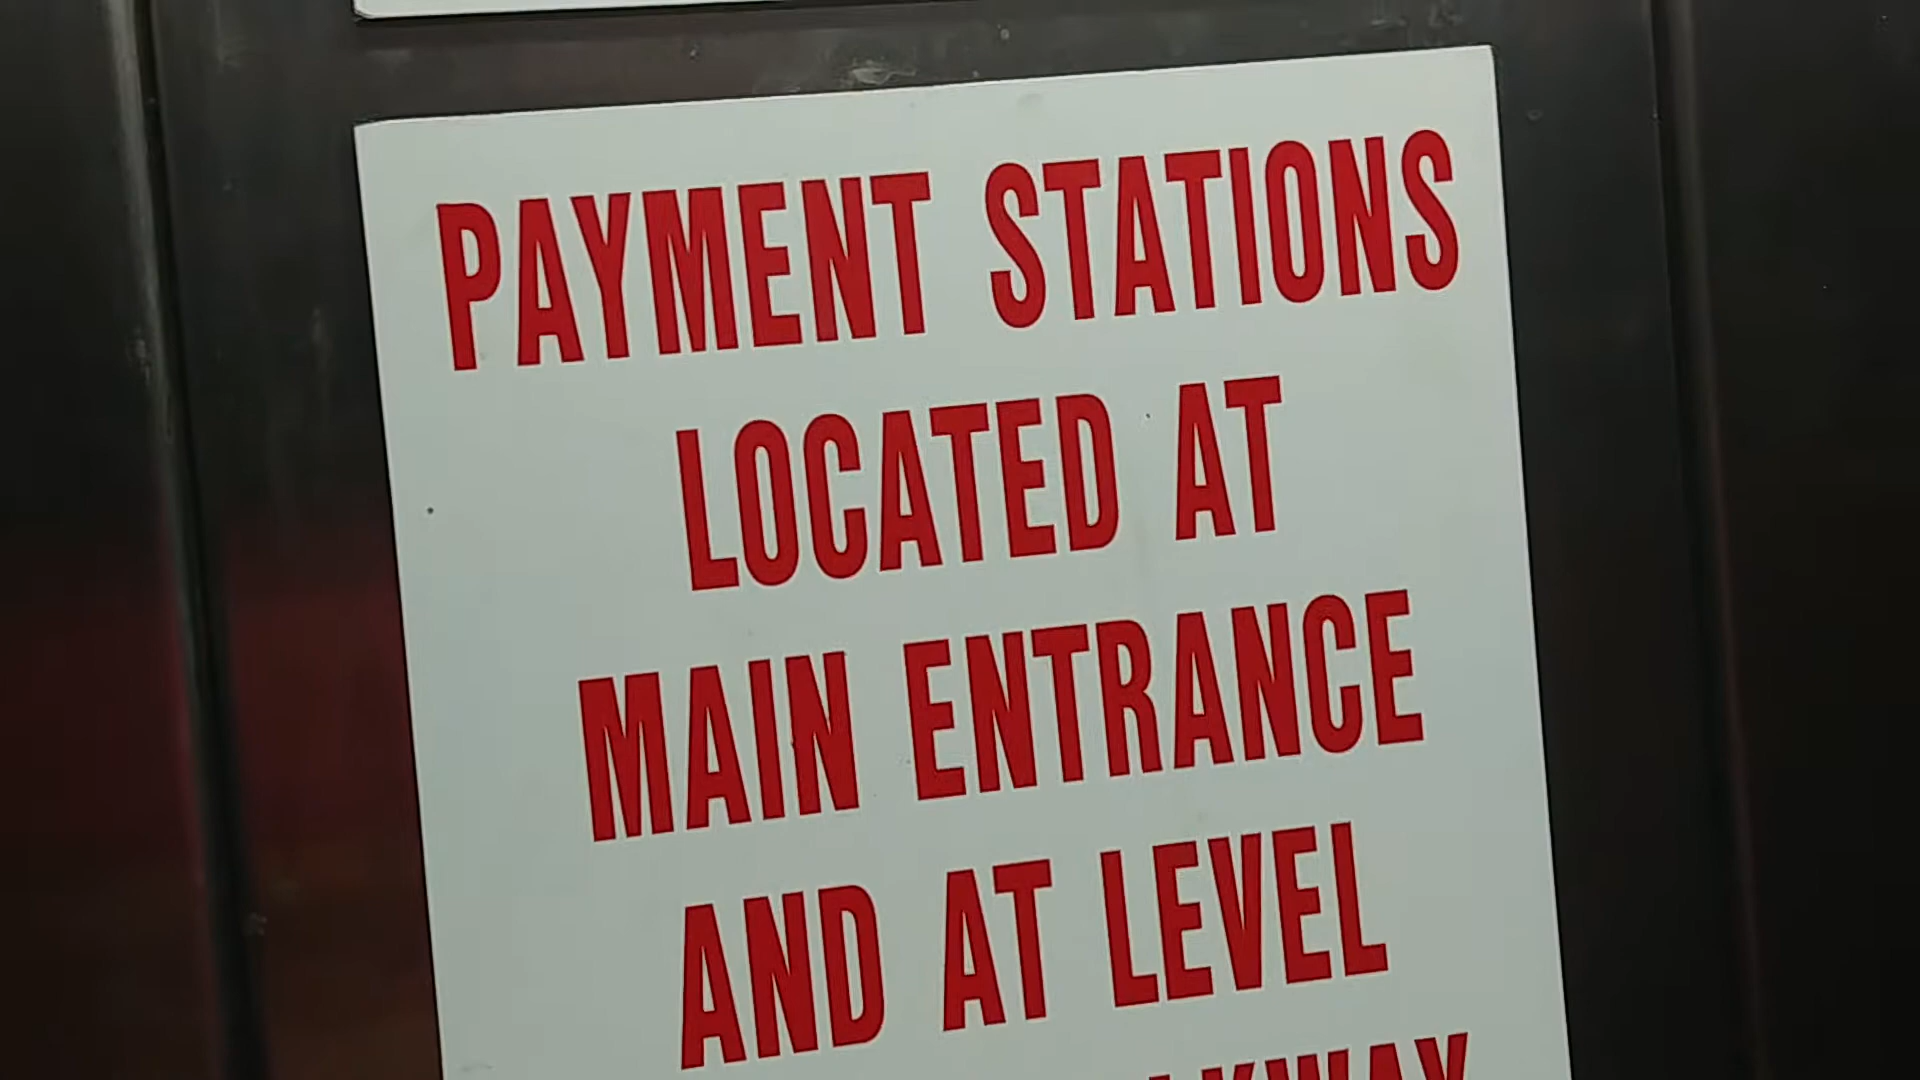 PAYMENT STATIONS
LOCATED AT
MAIN ENTRANCE
AND AT LEVEL